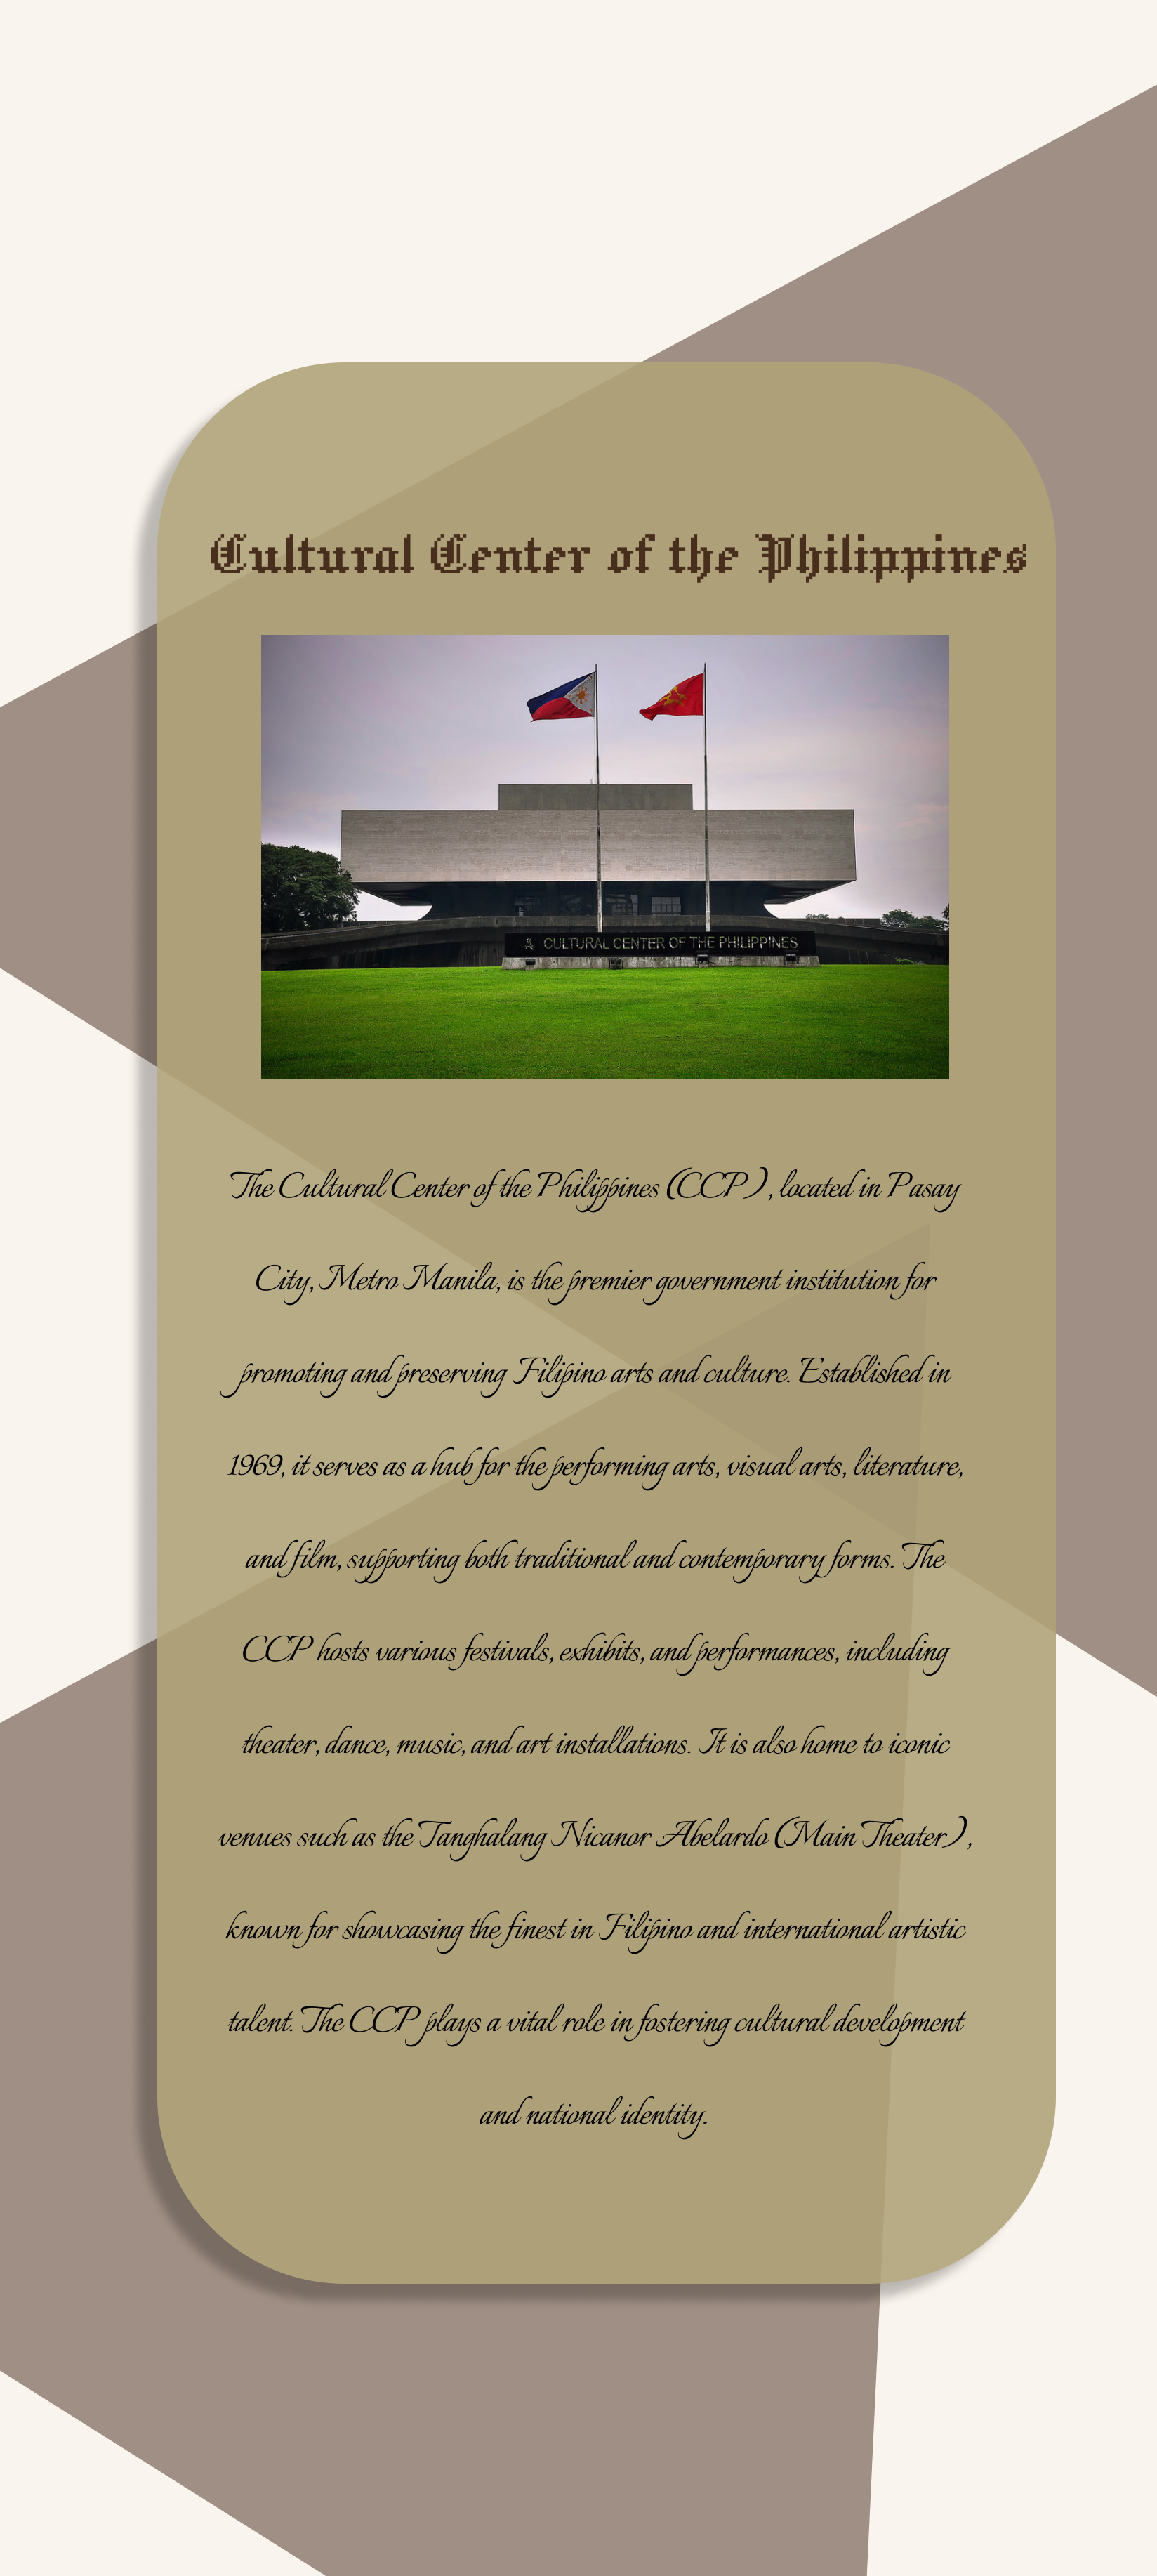 Cultural Center of the Philippines
CULTURAL CENTER OF THE PHILIPPINES
The Cultural Center of the Philippines (CCP), located in Pasay
City, Metro Manila, is the premier government institution for
promoting and preserving Filipino arts and culture. Established in
1969, it serves as a hub for the performing arts, visual arts, literature,
and film, supporting both traditional and contemporary forms. The
CCP hosts various festivals, exhibits, and performances, including
theater, dance, music, and art installations. It is also home to iconic
venues such as the Tanghalang Nicanor Abelardo (Main Theater),
known for showcasing the finest in Filipino and international artistic
talent. The CCP plays a vital role in fostering cultural development
and national identity.